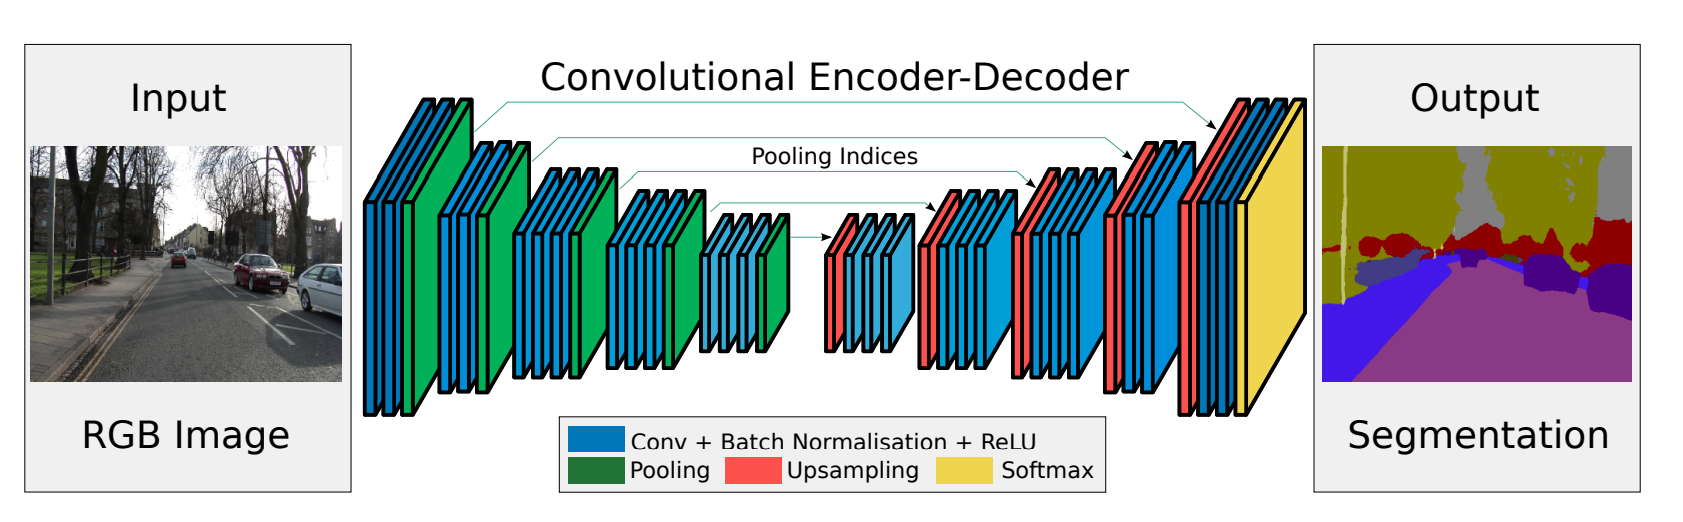 Input
RGB Image
Convolutional Encoder-Decoder
Pooling Indices
Conv + Batch Normalisation + ReLU
Pooling Upsampling Softmax
Output
Segmentation